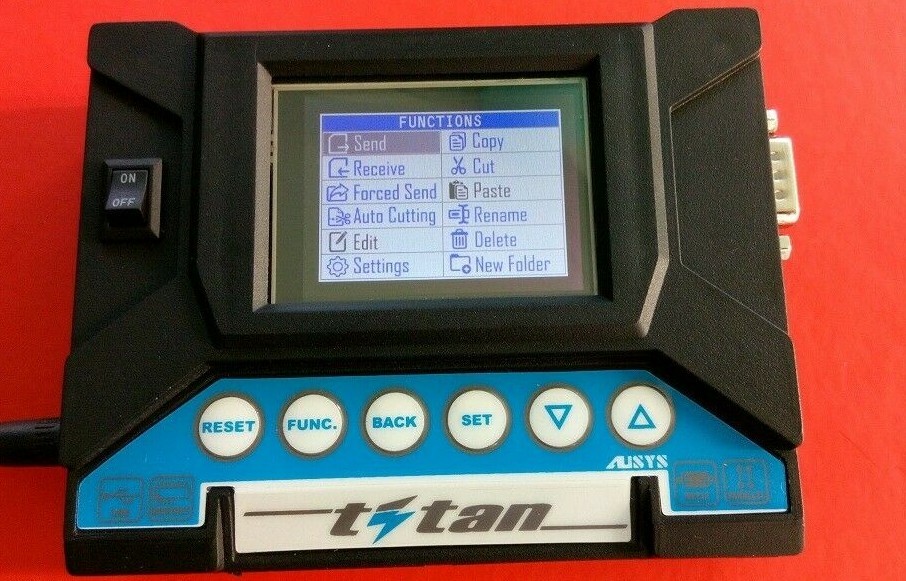 FUNCTIONS
Send
Copy
Receive
Cut
Forced Send
Paste
Auto Cutting
Rename
Edit
Delete
Settings
New Folder
ON
OFF
RESET
FUNC.
BACK
SET
AUSYS
titan